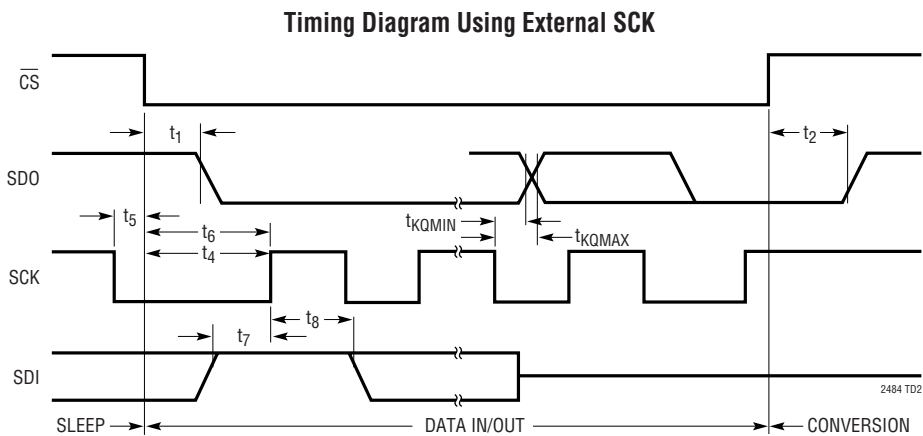 Timing Diagram Using External SCK
CS
t1
t2
SDO
t5
t6
tKQMIN
t4
tKQMAX
SCK
t8
t7
SDI
2484 TD2
SLEEP
DATA IN/OUT
CONVERSION